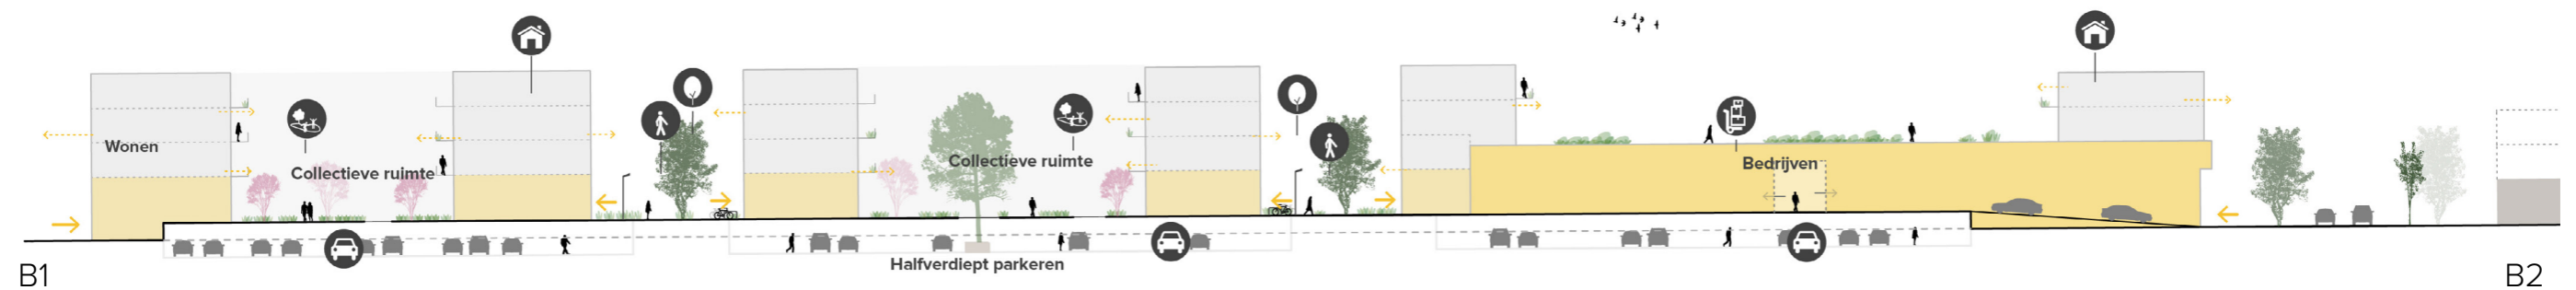 Wonen
Collectieve ruimte
Collectieve ruimte
Bedrijven
Halfverdiept parkeren
B1
B2